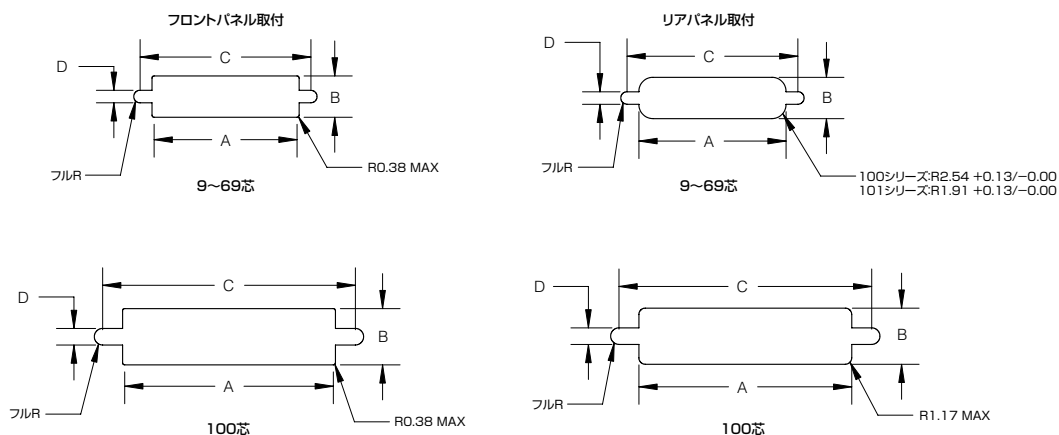 フロントパネル取付
C
D
B
A
フルR
R0.38 MAX
9〜69芯
リアパネル取付
C
D
B
A
フルR
100シリーズ:R2.54 +0.13/−0.00
101シリーズ:R1.91 +0.13/−0.00
9〜69芯
C
D
B
A
フルR
R0.38 MAX
100芯
C
D
B
A
フルR
R1.17 MAX
100芯